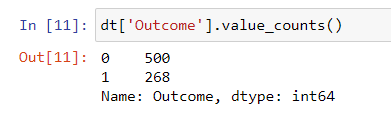 In [11]: dt['Outcome'].value_counts()
Out[11]: 0    500
1    268
Name: Outcome, dtype: int64